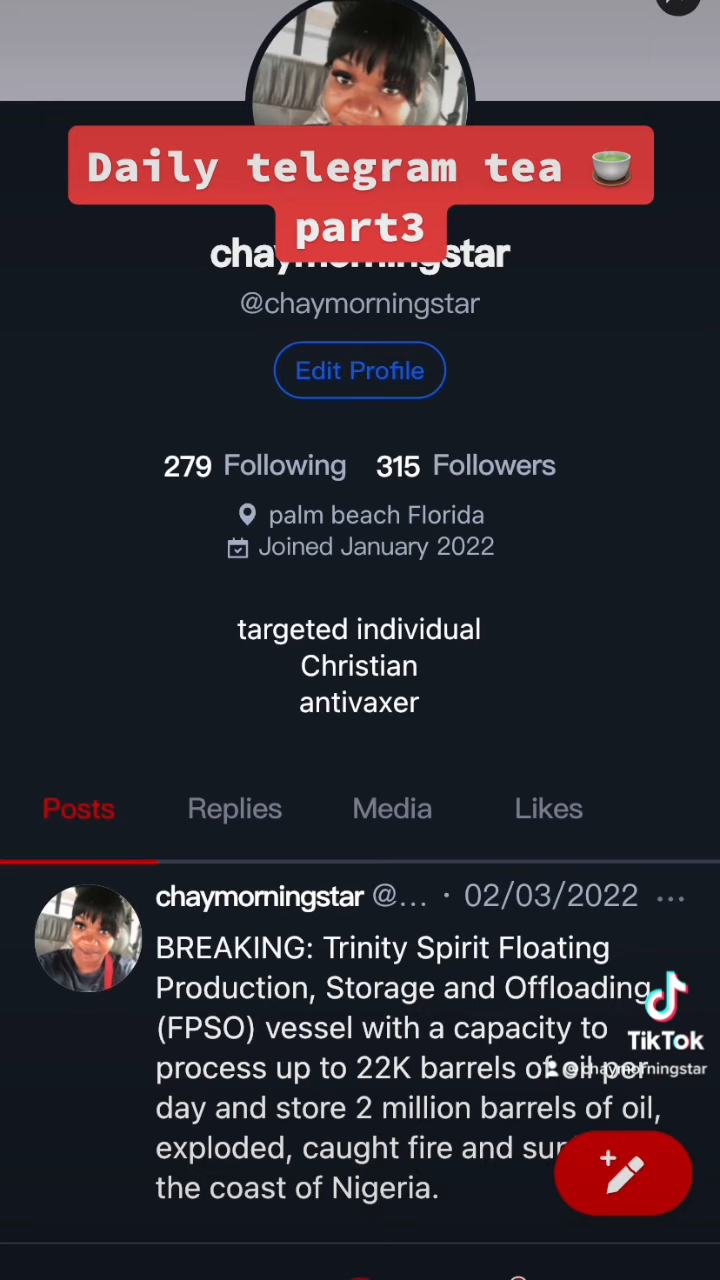 Daily telegram tea 🍵
part3
chaymorningstar
@chaymorningstar
Edit Profile
279 Following 315 Followers
palm beach Florida
Joined January 2022
targeted individual
Christian
antivaxer
Posts Replies Media Likes
chaymorningstar @... · 02/03/2022 ...
BREAKING: Trinity Spirit Floating
Production, Storage and Offloading
(FPSO) vessel with a capacity to
process up to 22K barrels of oil per
day and store 2 million barrels of oil,
exploded, caught fire and
the coast of Nigeria.
TikTok
@chaymorningstar